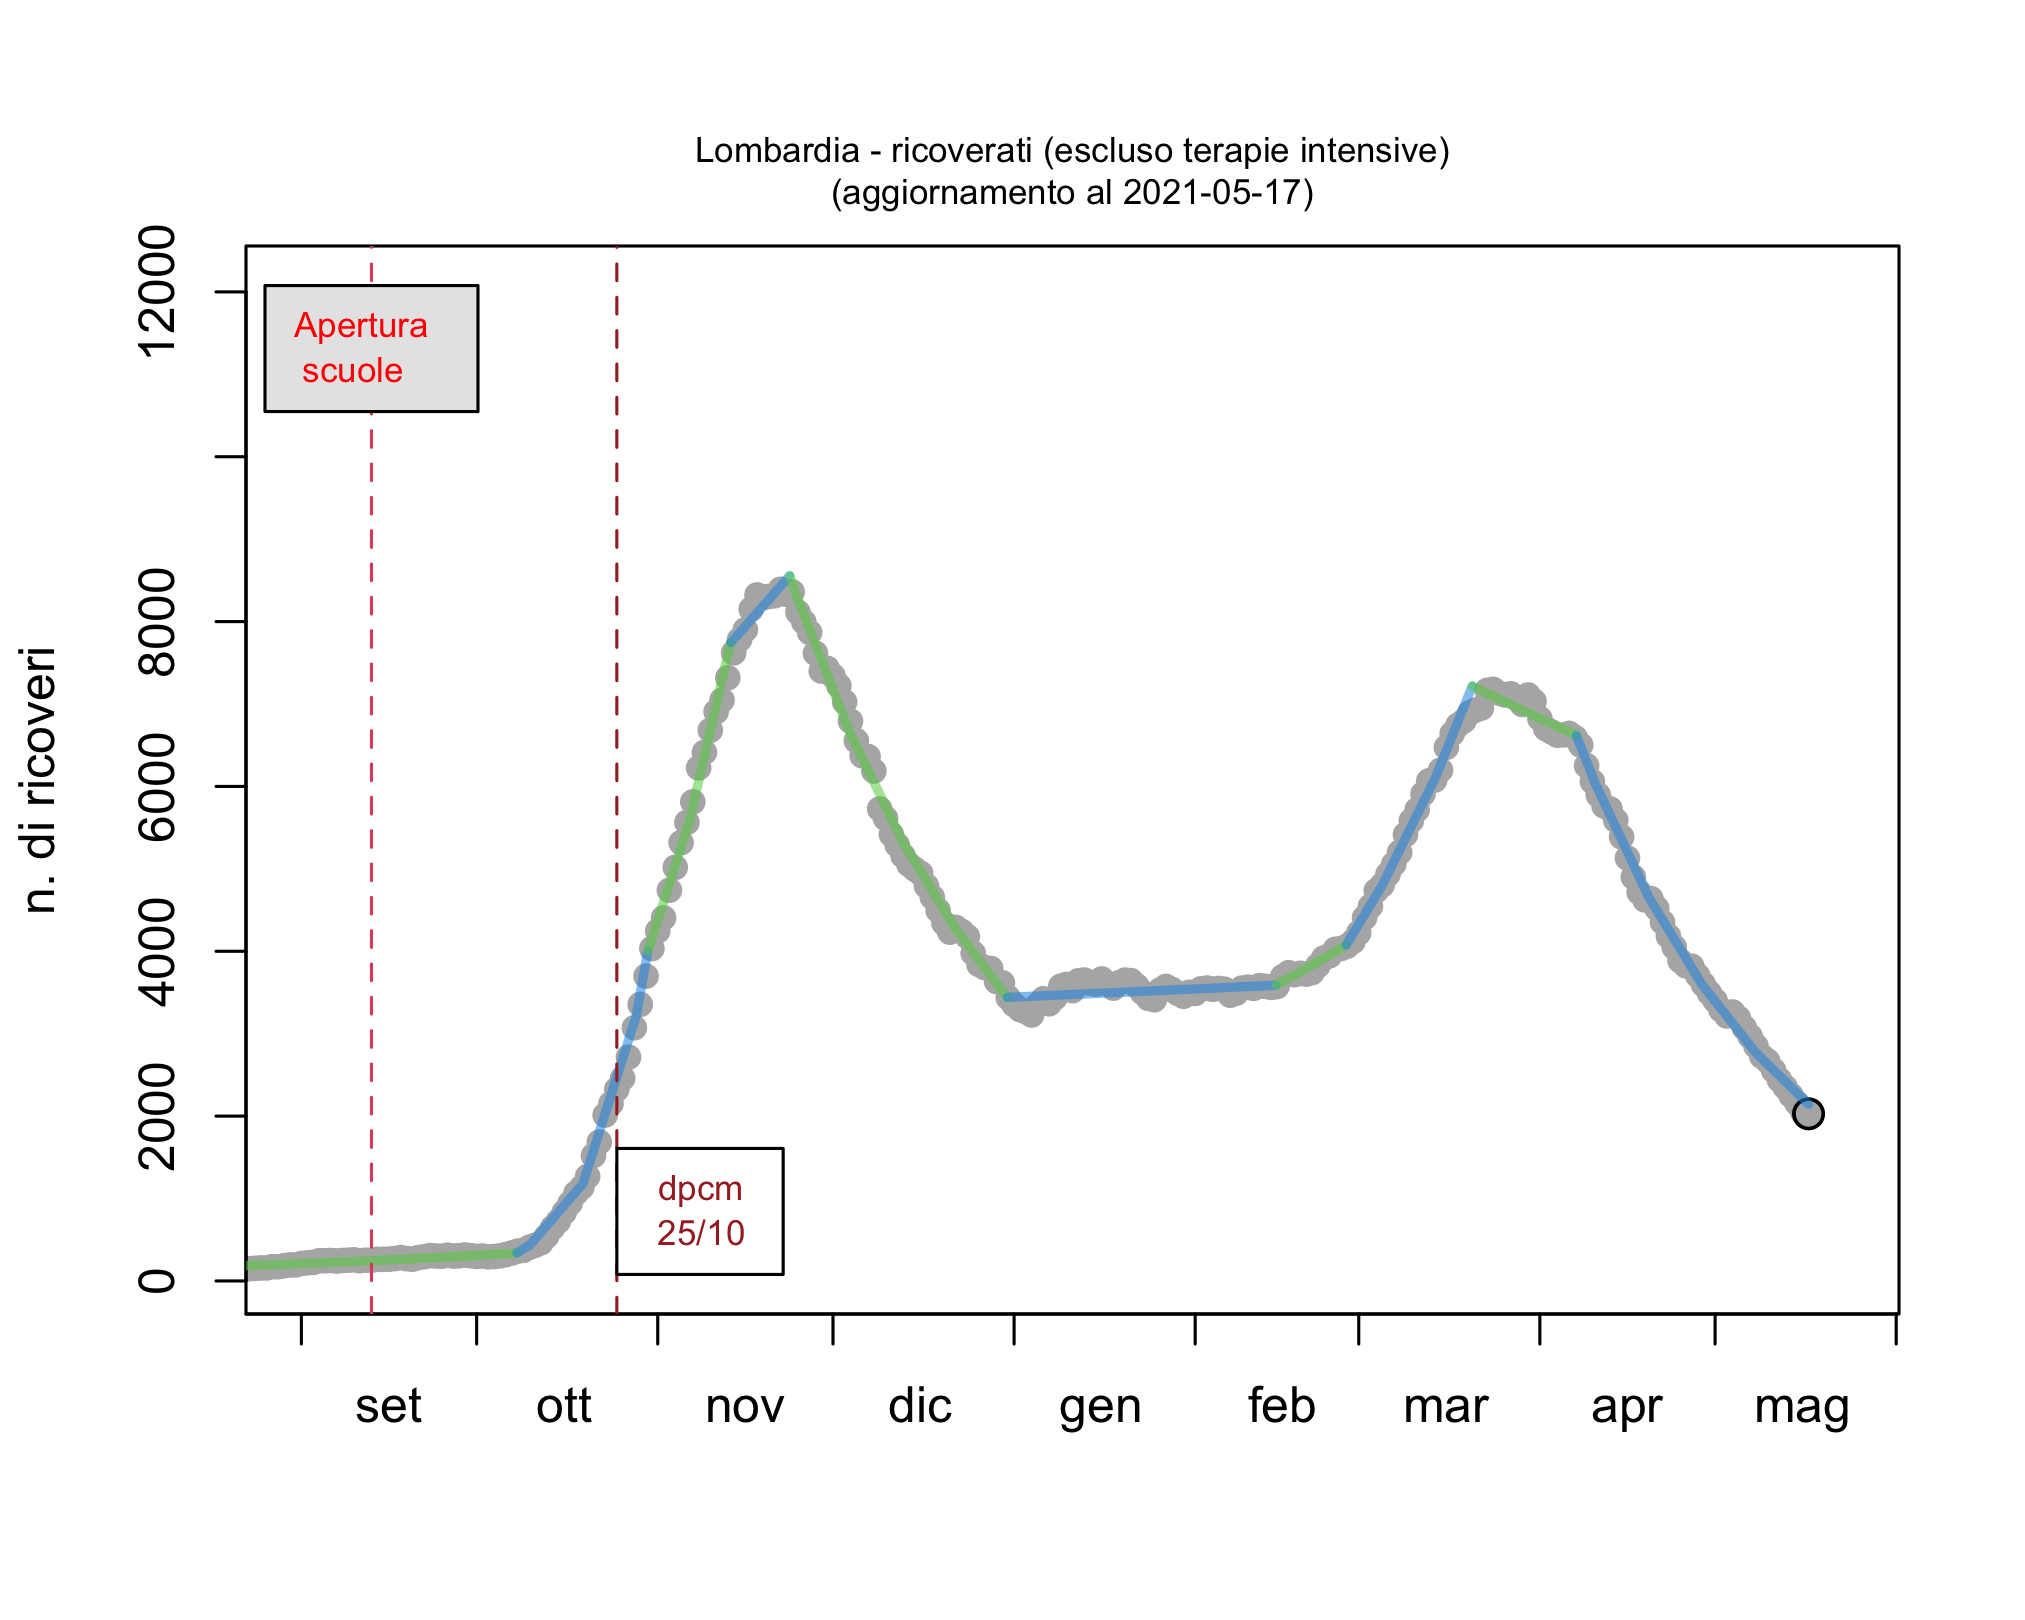 Lombardia - ricoverati (escluso terapie intensive)
(aggiornamento al 2021-05-17)
n. di ricoveri
12000
8000
6000
4000
2000
0
Apertura
scuole
dpcm
25/10
set ott nov dic gen feb mar apr mag